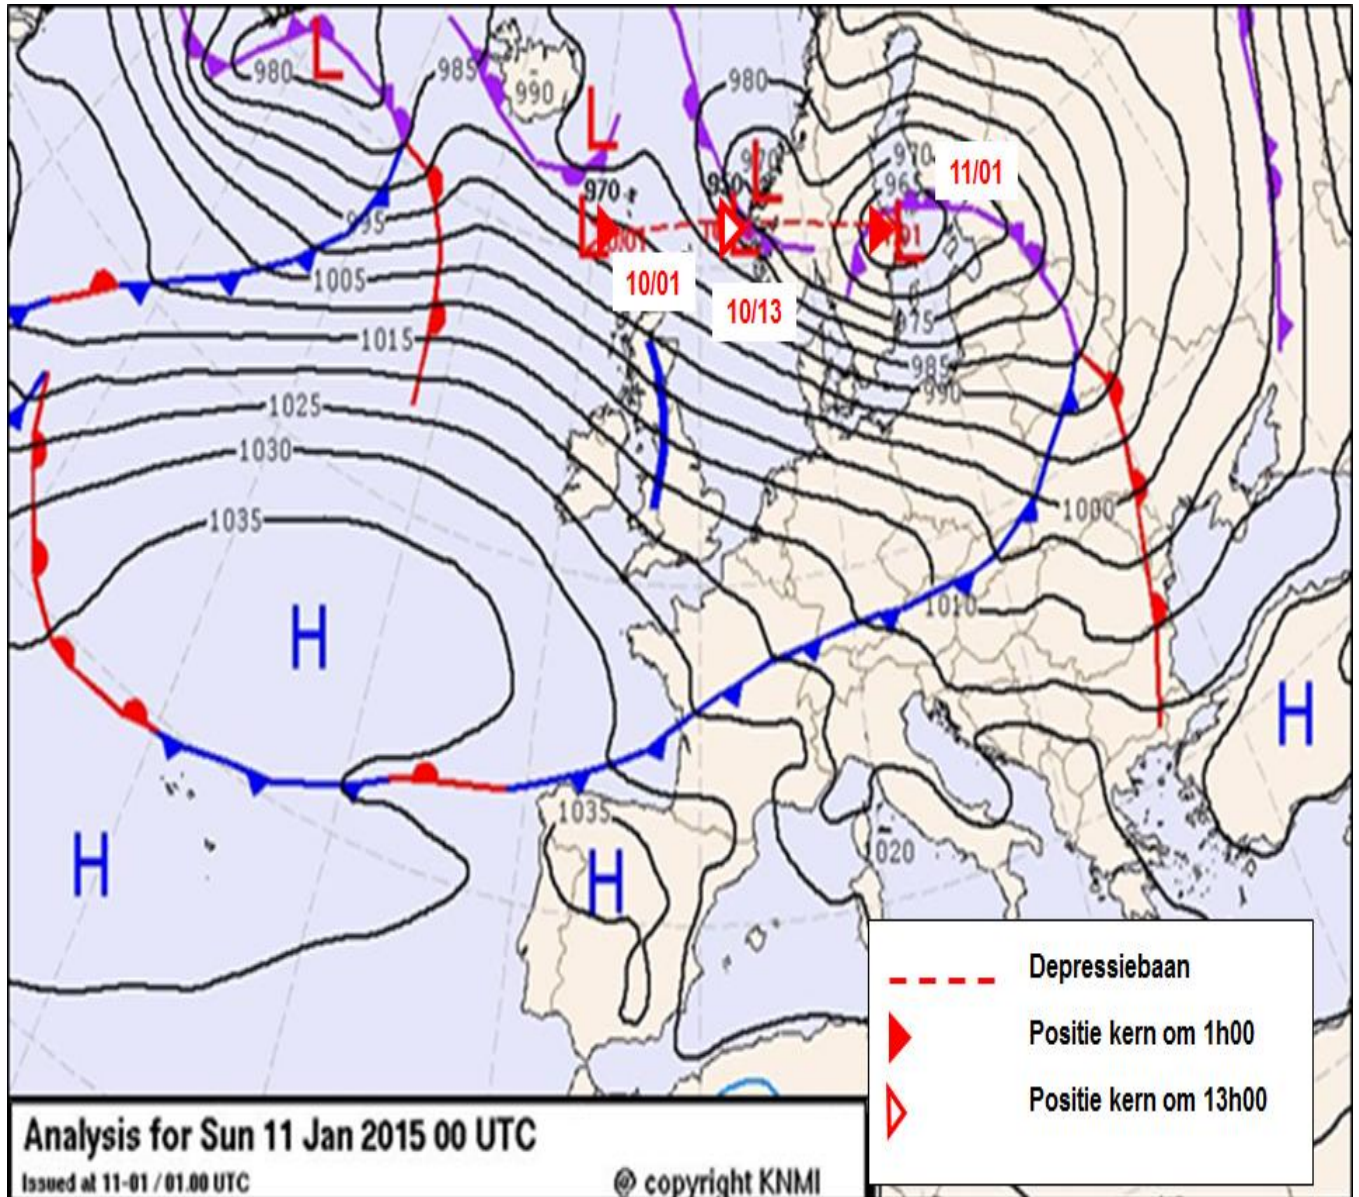 L
980
985
990
L
980
970
L
970
965
11/01
970
950
995
L
L
L
10/01
10/13
1005
975
1015
985
990
1025
1030
1000
1035
1010
H
H
1035
H
H
1020
Depressiebaan
Positie kern om 1h00
Positie kern om 13h00
Analysis for Sun 11 Jan 2015 00 UTC
Issued at 11-01 / 01.00 UTC
@ copyright KNMI